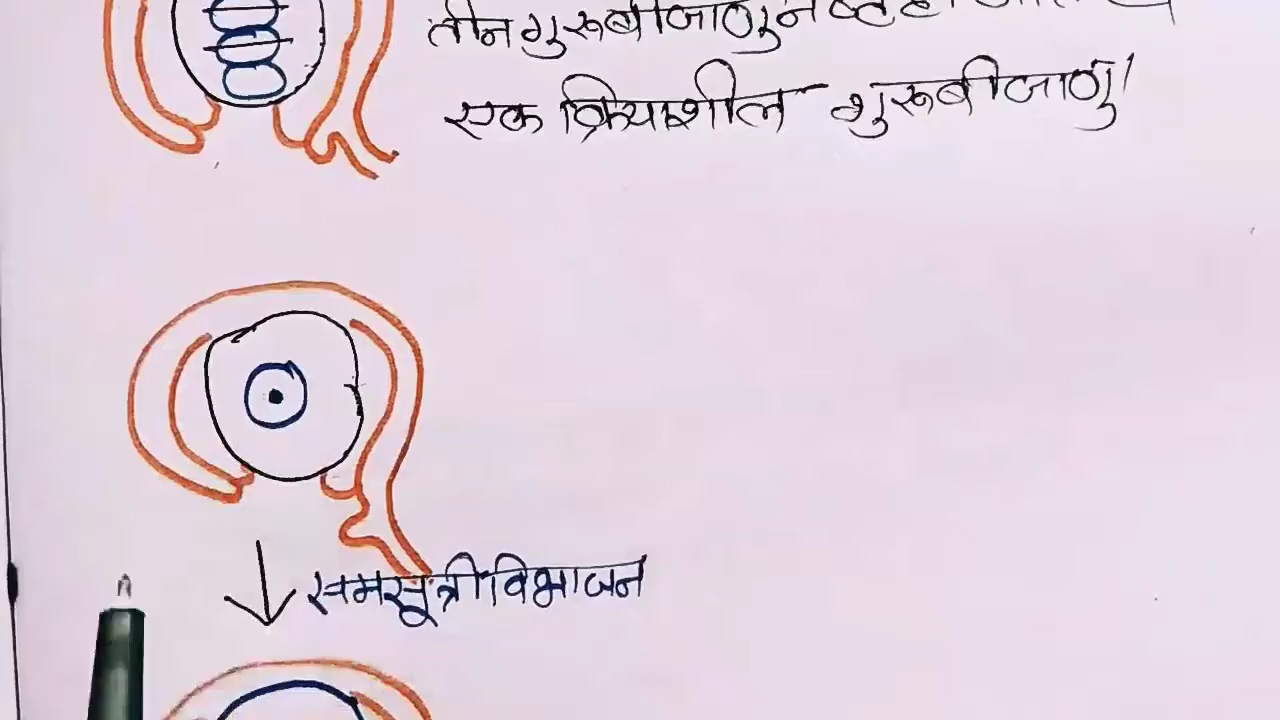 तीन गुरूबीजाणु नष्ट हो
एक क्रियाशील गुरूबीजाणु।
समसूत्री विभाजन